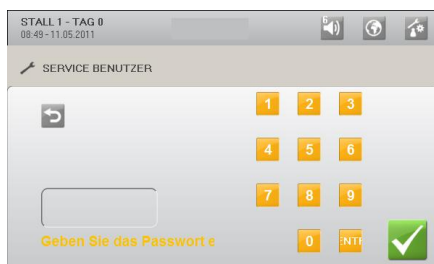 STALL 1 - TAG 0
08:49 - 11.05.2011
6
SERVICE BENUTZER
1 2 3
4 5 6
7 8 9
Geben Sie das Passwort e
0 ENTE